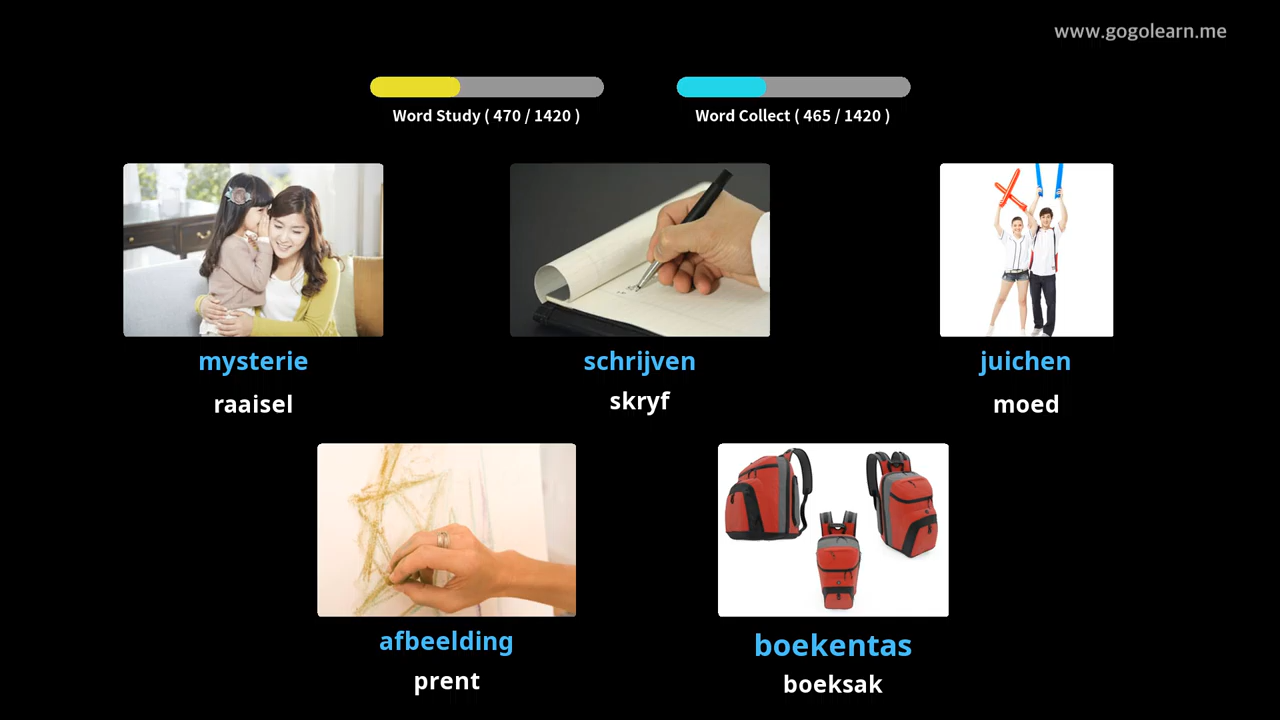 www.gogolearn.me
Word Study ( 470 / 1420 )
Word Collect ( 465 / 1420 )
mysterie
raaisel
schrijven
skryf
juichen
moed
afbeelding
prent
boekentas
boeksak